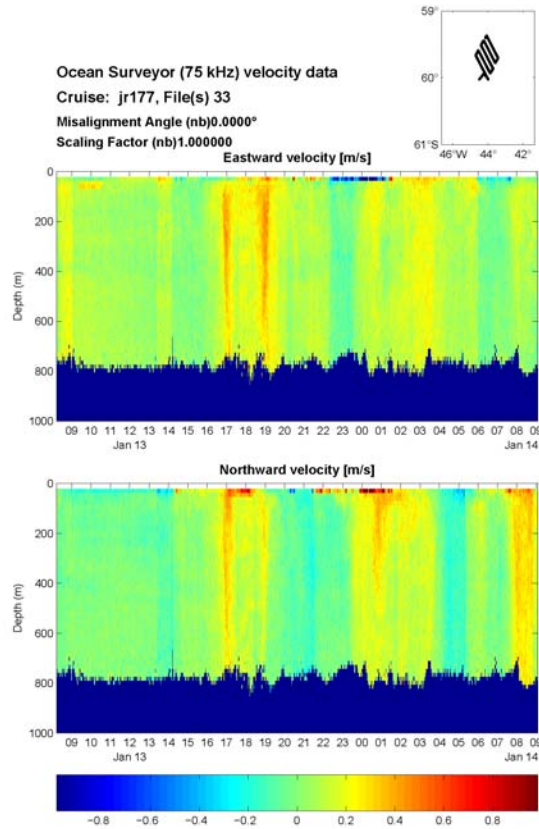 59°
60°
61°S
46°W 44° 42°
Ocean Surveyor (75 kHz) velocity data
Cruise: jr177, File(s) 33
Misalignment Angle (nb)0.0000°
Scaling Factor (nb)1.000000
Eastward velocity [m/s]
0
200
400
600
800
1000
Depth (m)
09 10 11 12 13 14 15 16 17 18 19 20 21 22 23 00 01 02 03 04 05 06 07 08 09
Jan 13 Jan 14
Northward velocity [m/s]
0
200
400
600
800
1000
Depth (m)
09 10 11 12 13 14 15 16 17 18 19 20 21 22 23 00 01 02 03 04 05 06 07 08 09
Jan 13 Jan 14
−0.8 −0.6 −0.4 −0.2 0 0.2 0.4 0.6 0.8